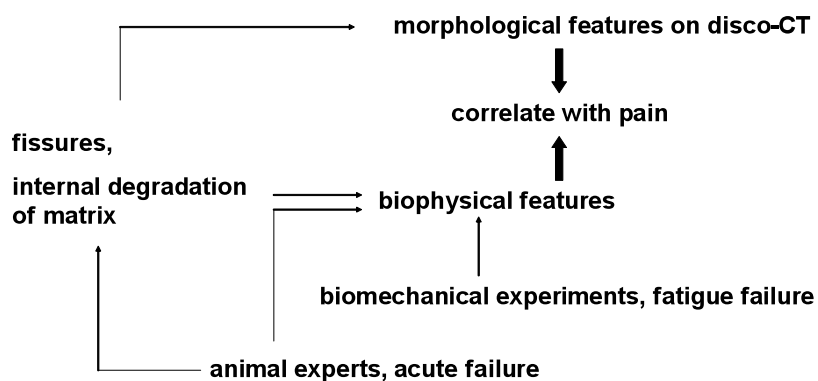 morphological features on disco-CT
correlate with pain
fissures,
internal degradation
of matrix
biophysical features
biomechanical experiments, fatigue failure
animal experts, acute failure